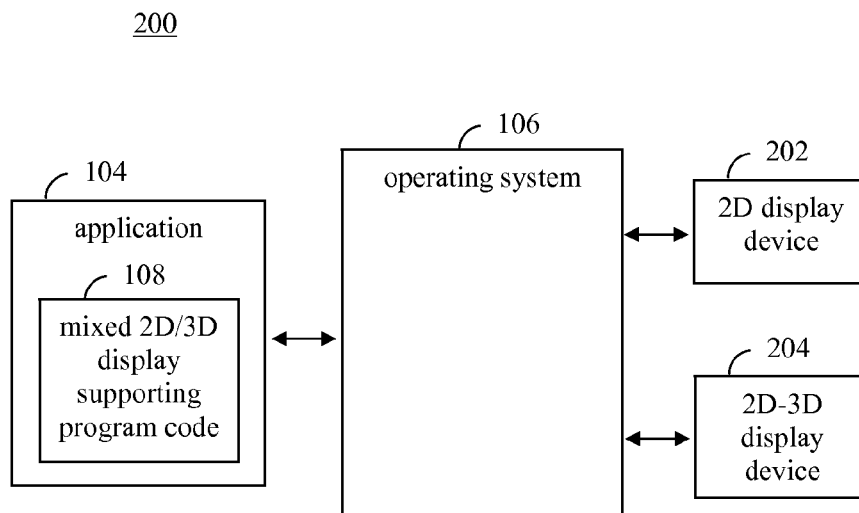 200
104
application
108
mixed 2D/3D
display
supporting
program code
106
operating system
202
2D display
device
204
2D-3D
display
device